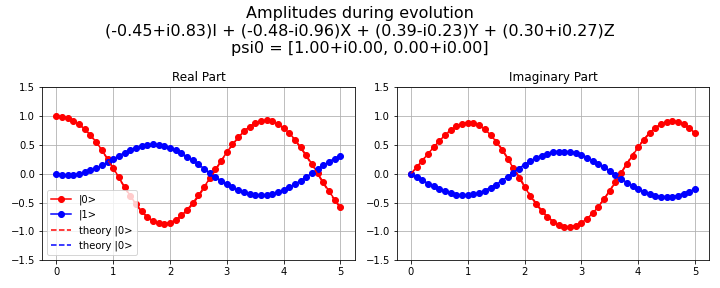 Amplitudes during evolution
(-0.45+i0.83)I + (-0.48-i0.96)X + (0.39-i0.23)Y + (0.30+i0.27)Z
psi0 = [1.00+i0.00, 0.00+i0.00]
Real Part
1.5
1.0
0.5
0.0
-0.5
-1.0
-1.5
|0>
|1>
theory |0>
theory |0>
0 1 2 3 4 5
Imaginary Part
1.5
1.0
0.5
0.0
-0.5
-1.0
-1.5
0 1 2 3 4 5